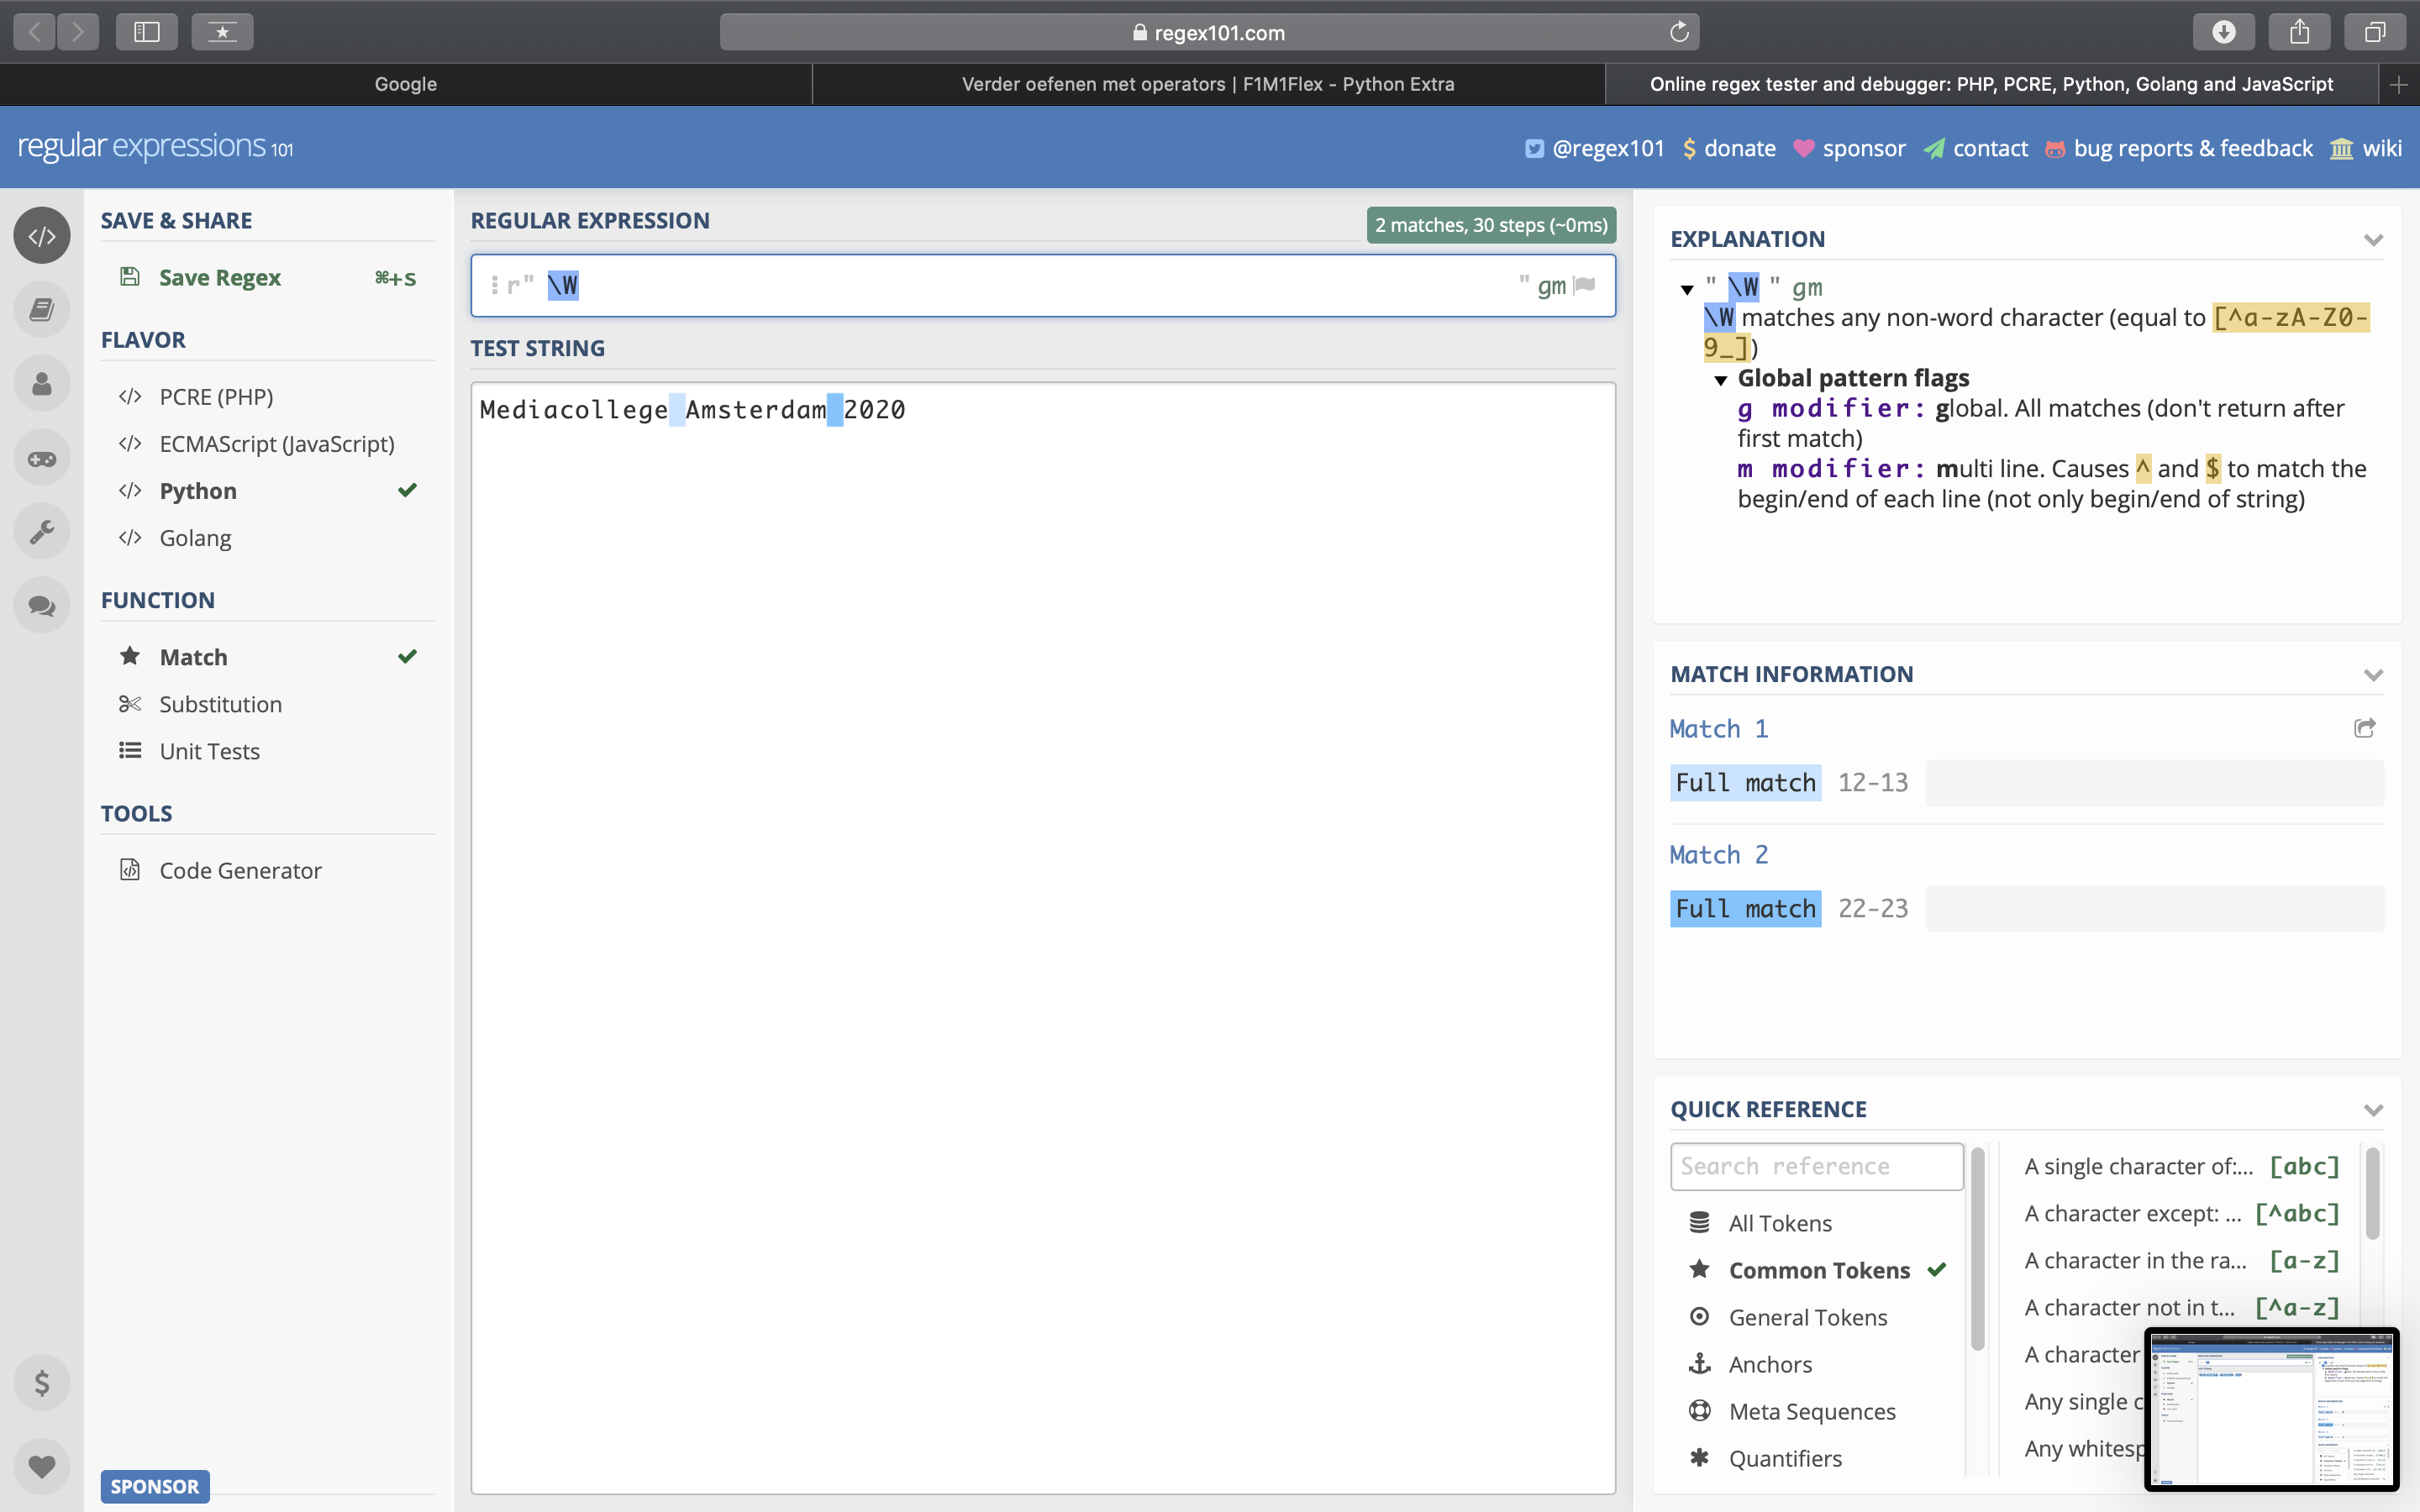 regex101.com
Google
Verder oefenen met operators | F1M1Flex - Python Extra
Online regex tester and debugger: PHP, PCRE, Python, Golang and JavaScript
regular expressions 101
@regex101
$ donate
sponsor
contact
bug reports & feedback
wiki
SAVE & SHARE
Save Regex ⌘+S
FLAVOR
</> PCRE (PHP)
</> ECMAScript (JavaScript)
</> Python
</> Golang
FUNCTION
Match
Substitution
Unit Tests
TOOLS
Code Generator
SPONSOR
REGULAR EXPRESSION
2 matches, 30 steps (~0ms)
r" \W " gm
TEST STRING
Mediacollege Amsterdam 2020
EXPLANATION
" \W " gm
\W matches any non-word character (equal to [^a-zA-Z0-
9_])
Global pattern flags
g modifier: global. All matches (don't return after
first match)
m modifier: multi line. Causes ^ and $ to match the
begin/end of each line (not only begin/end of string)
MATCH INFORMATION
Match 1
Full match 12-13
Match 2
Full match 22-23
QUICK REFERENCE
Search reference
All Tokens
Common Tokens
General Tokens
Anchors
Meta Sequences
Quantifiers
A single character of:... [abc]
A character except: ... [^abc]
A character in the ra... [a-z]
A character not in t... [^a-z]
A character
Any single c
Any whitesp